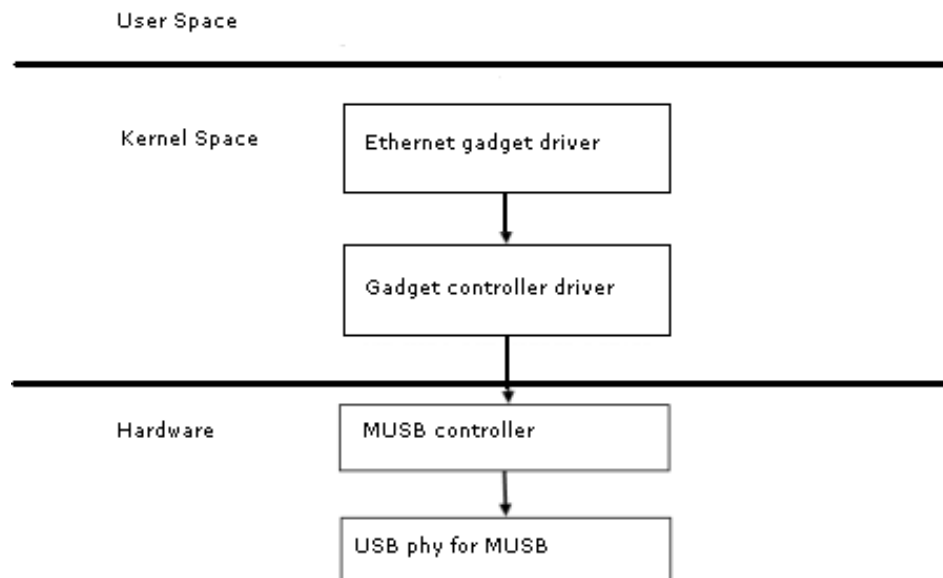 User Space
Kernel Space
Ethernet gadget driver
Gadget controller driver
Hardware
MUSB controller
USB phy for MUSB